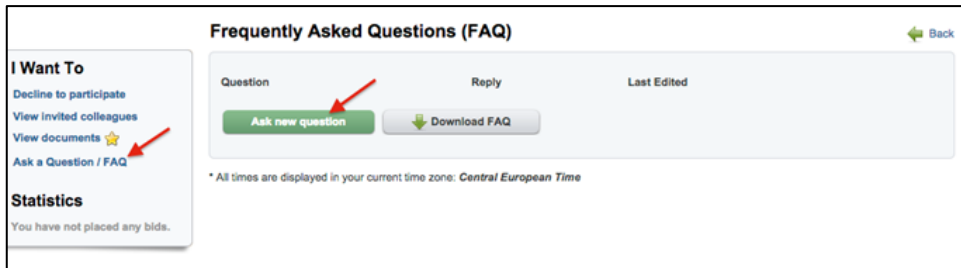 Frequently Asked Questions (FAQ)
Back
I Want To
Decline to participate
View invited colleagues
View documents
Ask a Question / FAQ
Statistics
You have not placed any bids.
Question Reply Last Edited
Ask new question Download FAQ
* All times are displayed in your current time zone: Central European Time